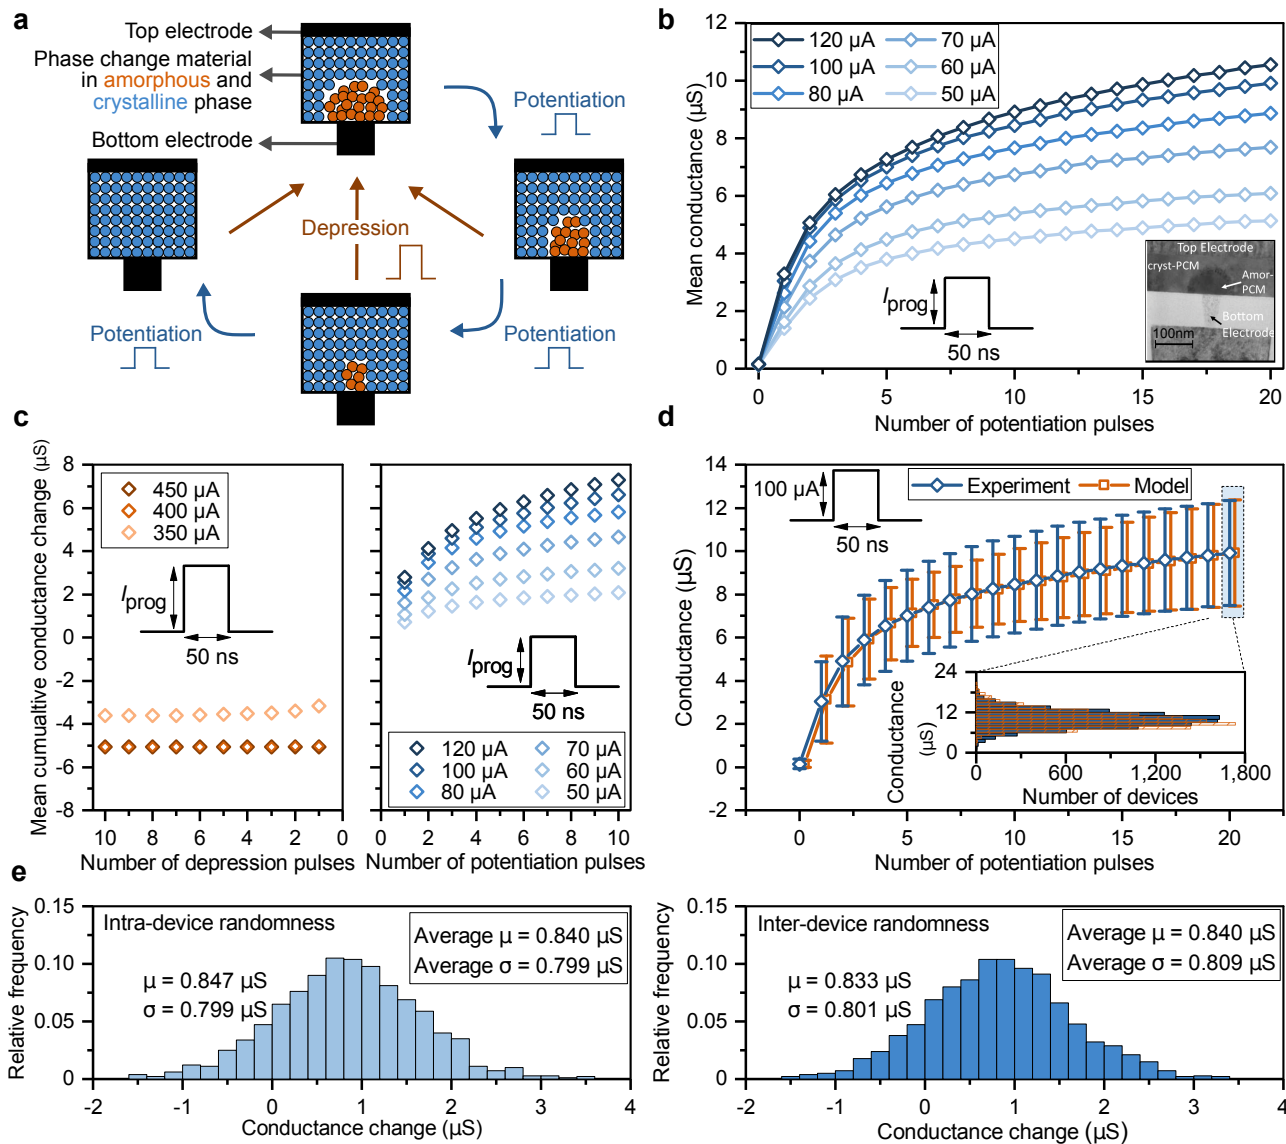 a
Top electrode
Phase change material
in amorphous and
crystalline phase
Bottom electrode
Potentiation
Depression
Potentiation
Potentiation
b
Mean conductance (µS)
12
10
8
6
4
2
0
120 µA
70 µA
100 µA
60 µA
80 µA
50 µA
Iprog
50 ns
Top Electrode
cryst-PCM
Amor-
PCM
Bottom
Electrode
100nm
0
5
10
15
20
Number of potentiation pulses
c
Mean cumualtive conductance change (µS)
8
6
4
2
0
-2
-4
-6
-8
450 µA
400 µA
350 µA
Iprog
50 ns
10
8
6
4
2
0
Number of depression pulses
Iprog
50 ns
120 µA
70 µA
100 µA
60 µA
80 µA
50 µA
2
4
6
8
10
Number of potentiation pulses
d
Conductance (µS)
14
12
10
8
6
4
2
0
-2
100 µA
50 ns
Experiment
Model
Conductance
(µS)
24
12
0
0
600
1,200
1,800
Number of devices
0
5
10
15
20
Number of potentiation pulses
e
Relative frequency
0.15
0.10
0.05
0
Intra-device randomness
µ = 0.847 µS
σ = 0.799 µS
Average µ = 0.840 µS
Average σ = 0.799 µS
-2
-1
0
1
2
3
4
Conductance change (µS)
Relative frequency
0.15
0.10
0.05
0
Inter-device randomness
µ = 0.833 µS
σ = 0.801 µS
Average µ = 0.840 µS
Average σ = 0.809 µS
-2
-1
0
1
2
3
4
Conductance change (µS)